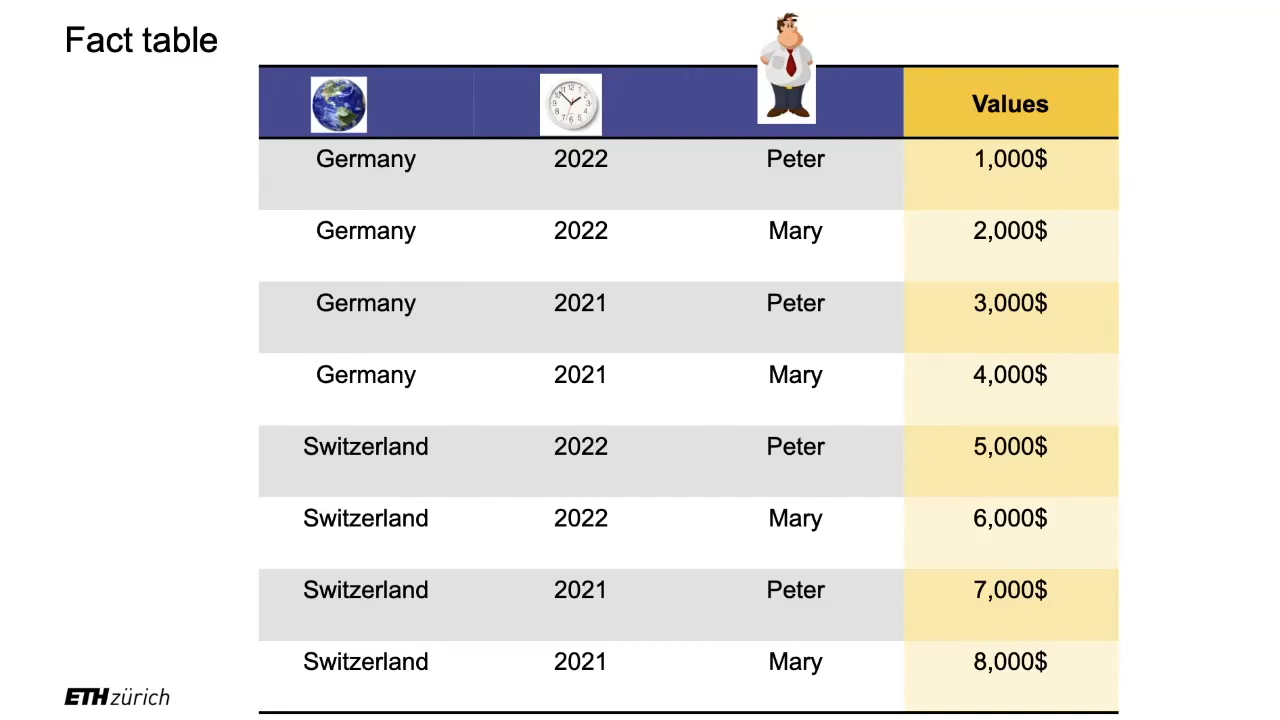 Fact table
Values
Germany 2022 Peter 1,000$
Germany 2022 Mary 2,000$
Germany 2021 Peter 3,000$
Germany 2021 Mary 4,000$
Switzerland 2022 Peter 5,000$
Switzerland 2022 Mary 6,000$
Switzerland 2021 Peter 7,000$
Switzerland 2021 Mary 8,000$
ETH zürich